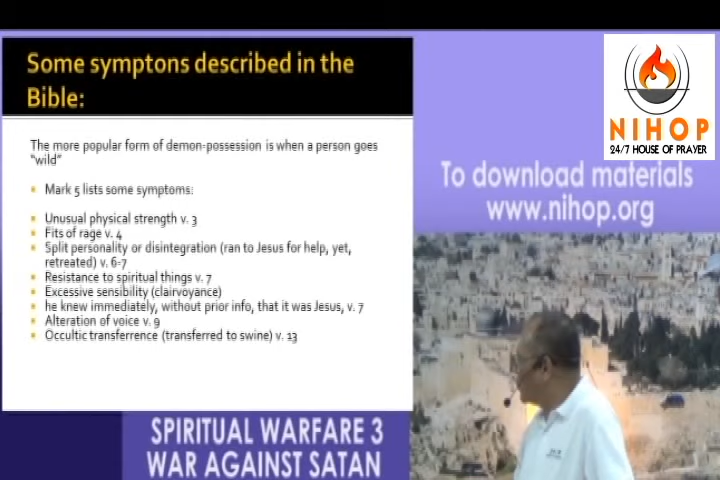 Some symptons described in the
Bible:
The more popular form of demon-possession is when a person goes
"wild"
Mark 5 lists some symptoms:
Unusual physical strength v. 3
Fits of rage v. 4
Split personality or disintegration (ran to Jesus for help, yet,
retreated) v. 6-7
Resistance to spiritual things v. 7
Excessive sensibility (clairvoyance)
he knew immediately, without prior info, that it was Jesus, v. 7
Alteration of voice v. 9
Occultic transferrence (transferred to swine) v. 13
NIHOP
24/7 HOUSE OF PRAYER
To download materials
www.nihop.org
SPIRITUAL WARFARE 3
WAR AGAINST SATAN